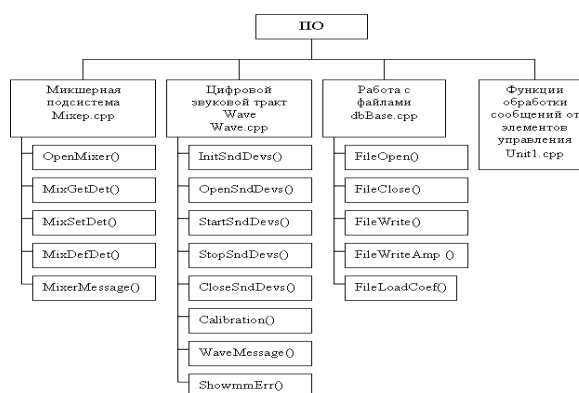 ПО
Микшерная
подсистема
Mixep.cpp
OpenMixer()
MixGetDet()
MixSetDet()
MixDefDet()
MixerMessage()
Цифровой
звуковой тракт
Wave
Wave.cpp
InitSndDevs()
OpenSndDevs()
StartSndDevs()
StopSndDevs()
CloseSndDevs()
Calibration()
WaveMessage()
ShowmmErr()
Работа с
файлами
dbBase.cpp
FileOpen()
FileClose()
FileWrite()
FileWriteAmp ()
FileLoadCoef()
Функции
обработки
сообщений от
элементов
управления
Unit1.cpp